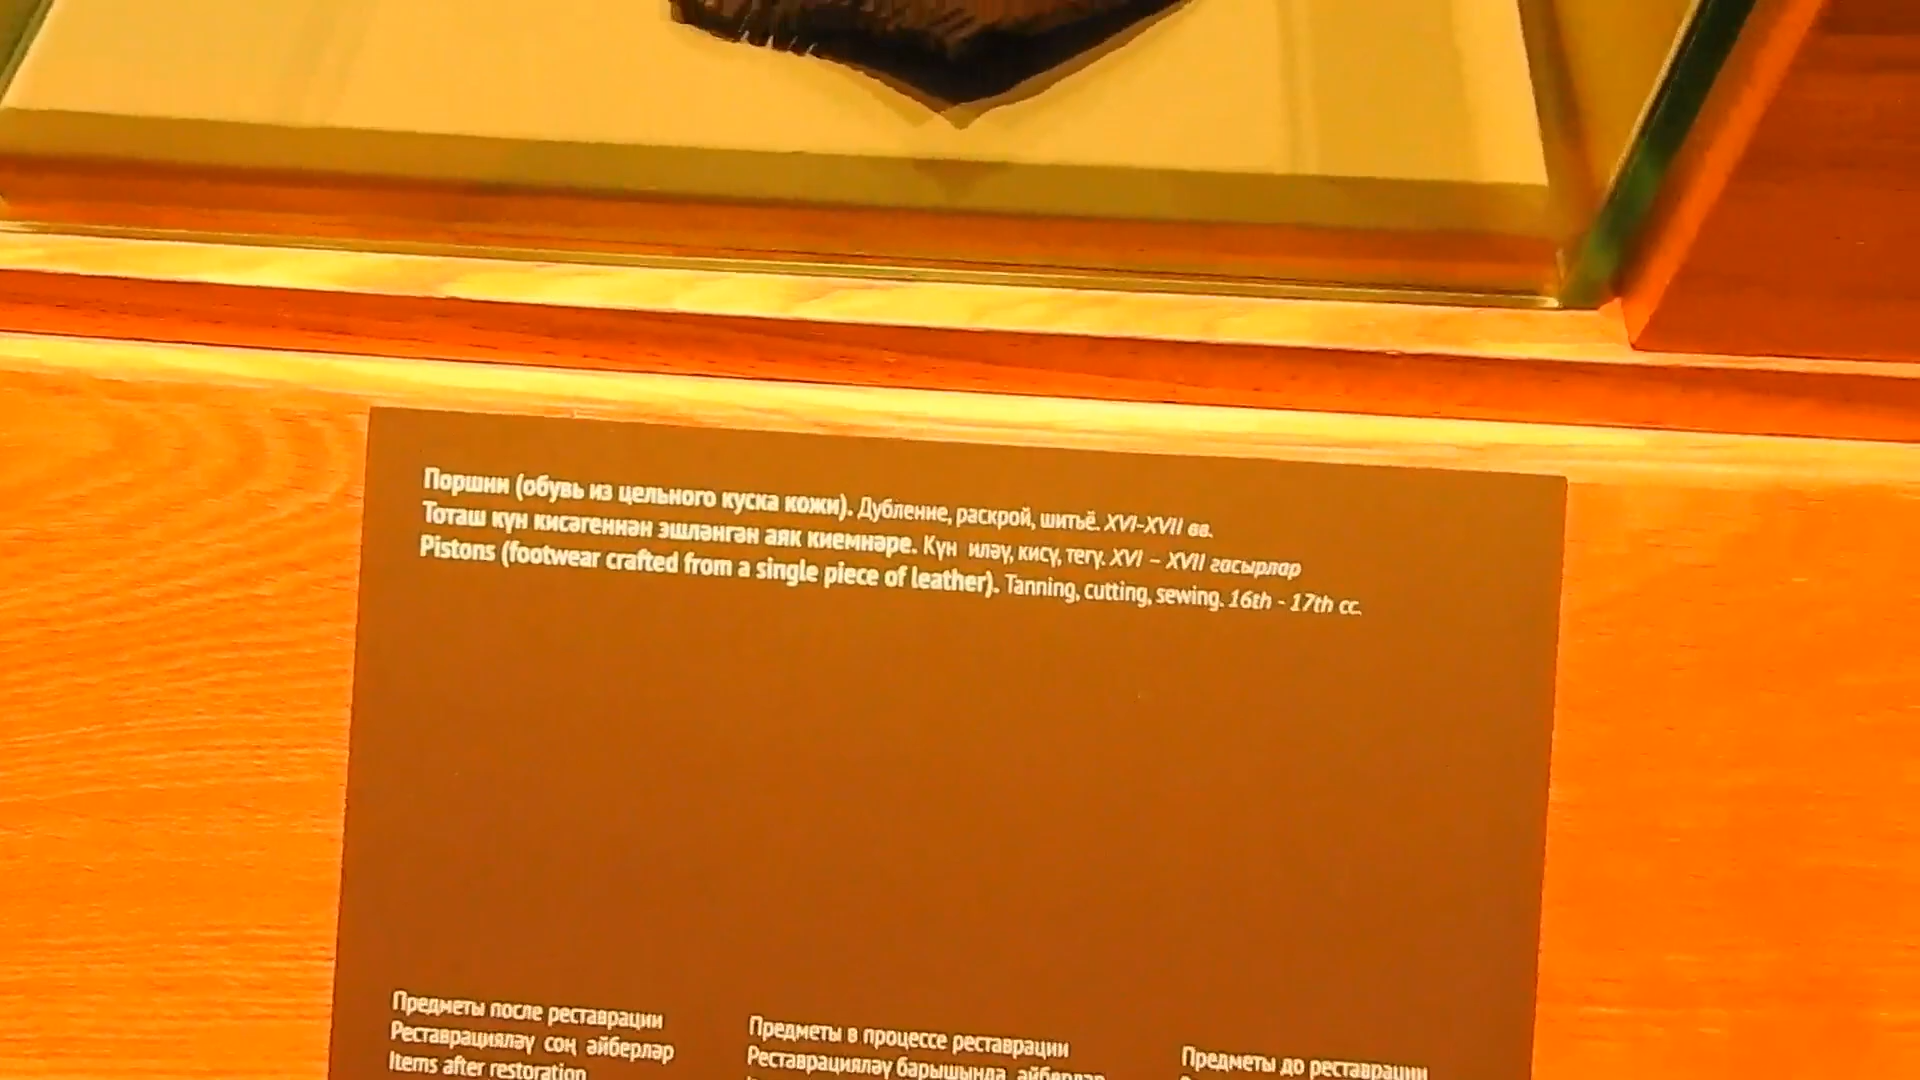 Поршни (обувь из цельного куска кожи). Дубление, раскрой, шитьё. XVI-XVII вв.
Тоташ күн кисәгеннән эшләнгән аяк киемнәре. Күн иләү, кисү, тегү. XVI – XVII гасырлар
Pistons (footwear crafted from a single piece of leather). Tanning, cutting, sewing. 16th - 17th cc.
Предметы после реставрации
Реставрацияләү соң әйберләр
Items after restoration
Предметы в процессе реставрации
Реставрацияләү барышында әйберләр
Предметы до реставрации